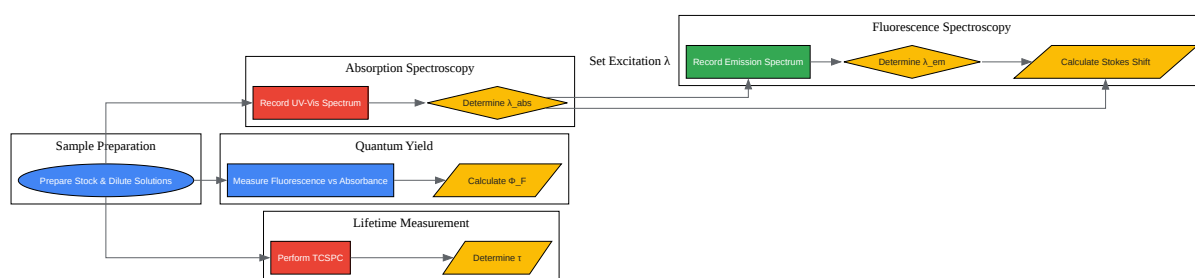 Fluorescence Spectroscopy
Set Excitation λ
Record Emission Spectrum
Determine λ_em
Calculate Stokes Shift
Absorption Spectroscopy
Record UV-Vis Spectrum
Determine λ_abs
Sample Preparation
Prepare Stock & Dilute Solutions
Quantum Yield
Measure Fluorescence vs Absorbance
Calculate Φ_F
Lifetime Measurement
Perform TCSPC
Determine τ